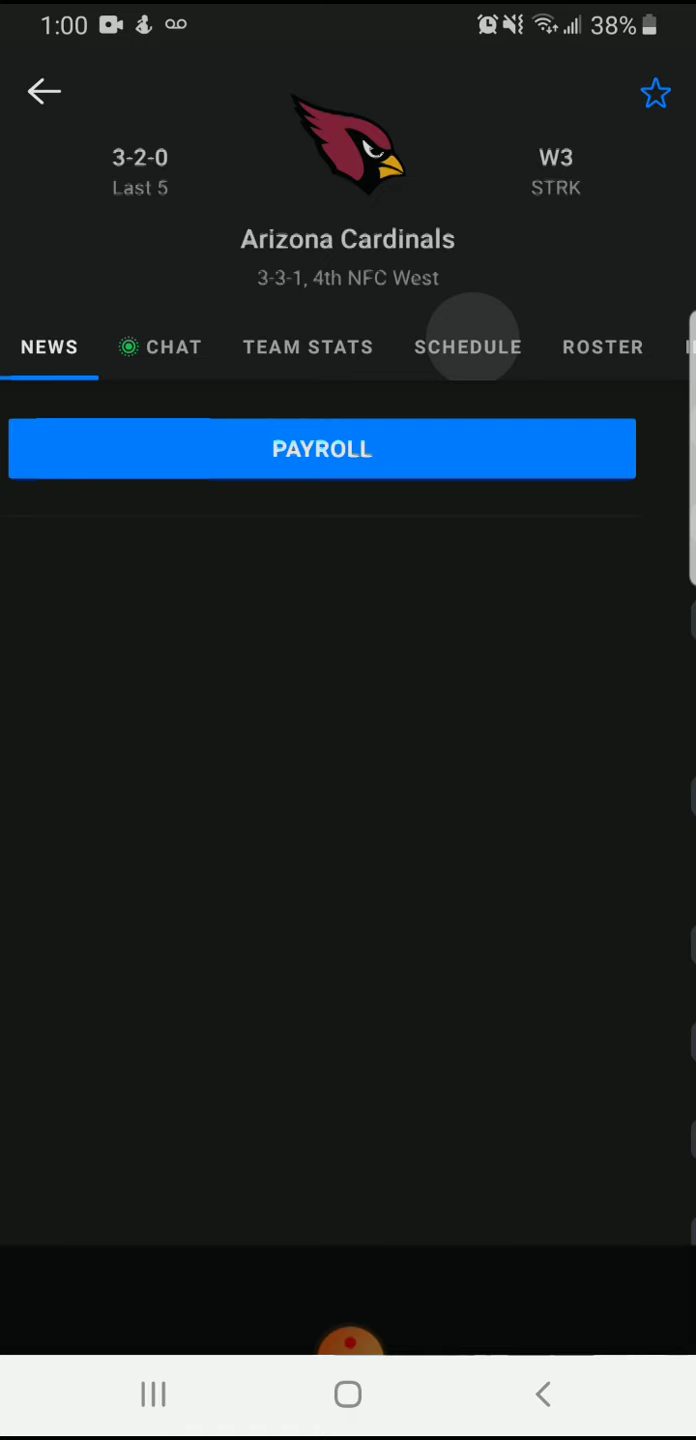 1:00 38%
3-2-0
Last 5
W3
STRK
Arizona Cardinals
3-3-1, 4th NFC West
NEWS CHAT TEAM STATS SCHEDULE ROSTER
PAYROLL